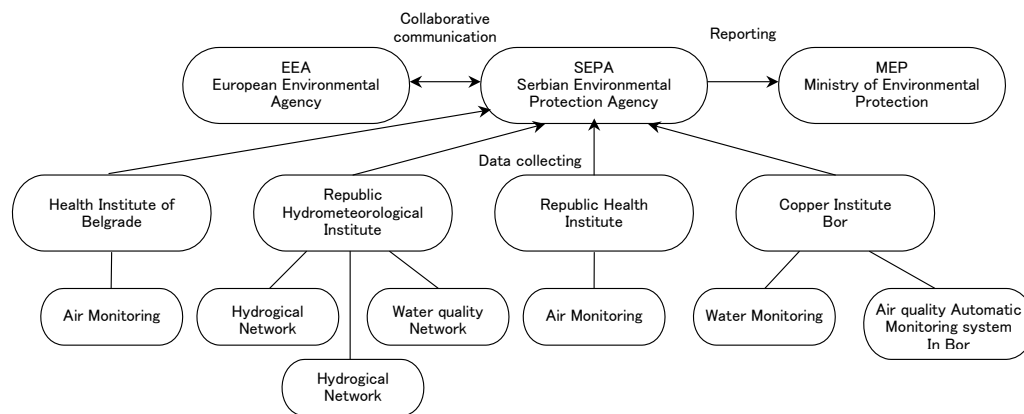 Collaborative
communication
Reporting
EEA
European Environmental
Agency
SEPA
Serbian Environmental
Protection Agency
MEP
Ministry of Environmental
Protection
Data collecting
Health Institute of
Belgrade
Republic
Hydrometeorological
Institute
Republic Health
Institute
Copper Institute
Bor
Air Monitoring
Hydrogical
Network
Water quality
Network
Air Monitoring
Water Monitoring
Air quality Automatic
Monitoring system
In Bor
Hydrogical
Network